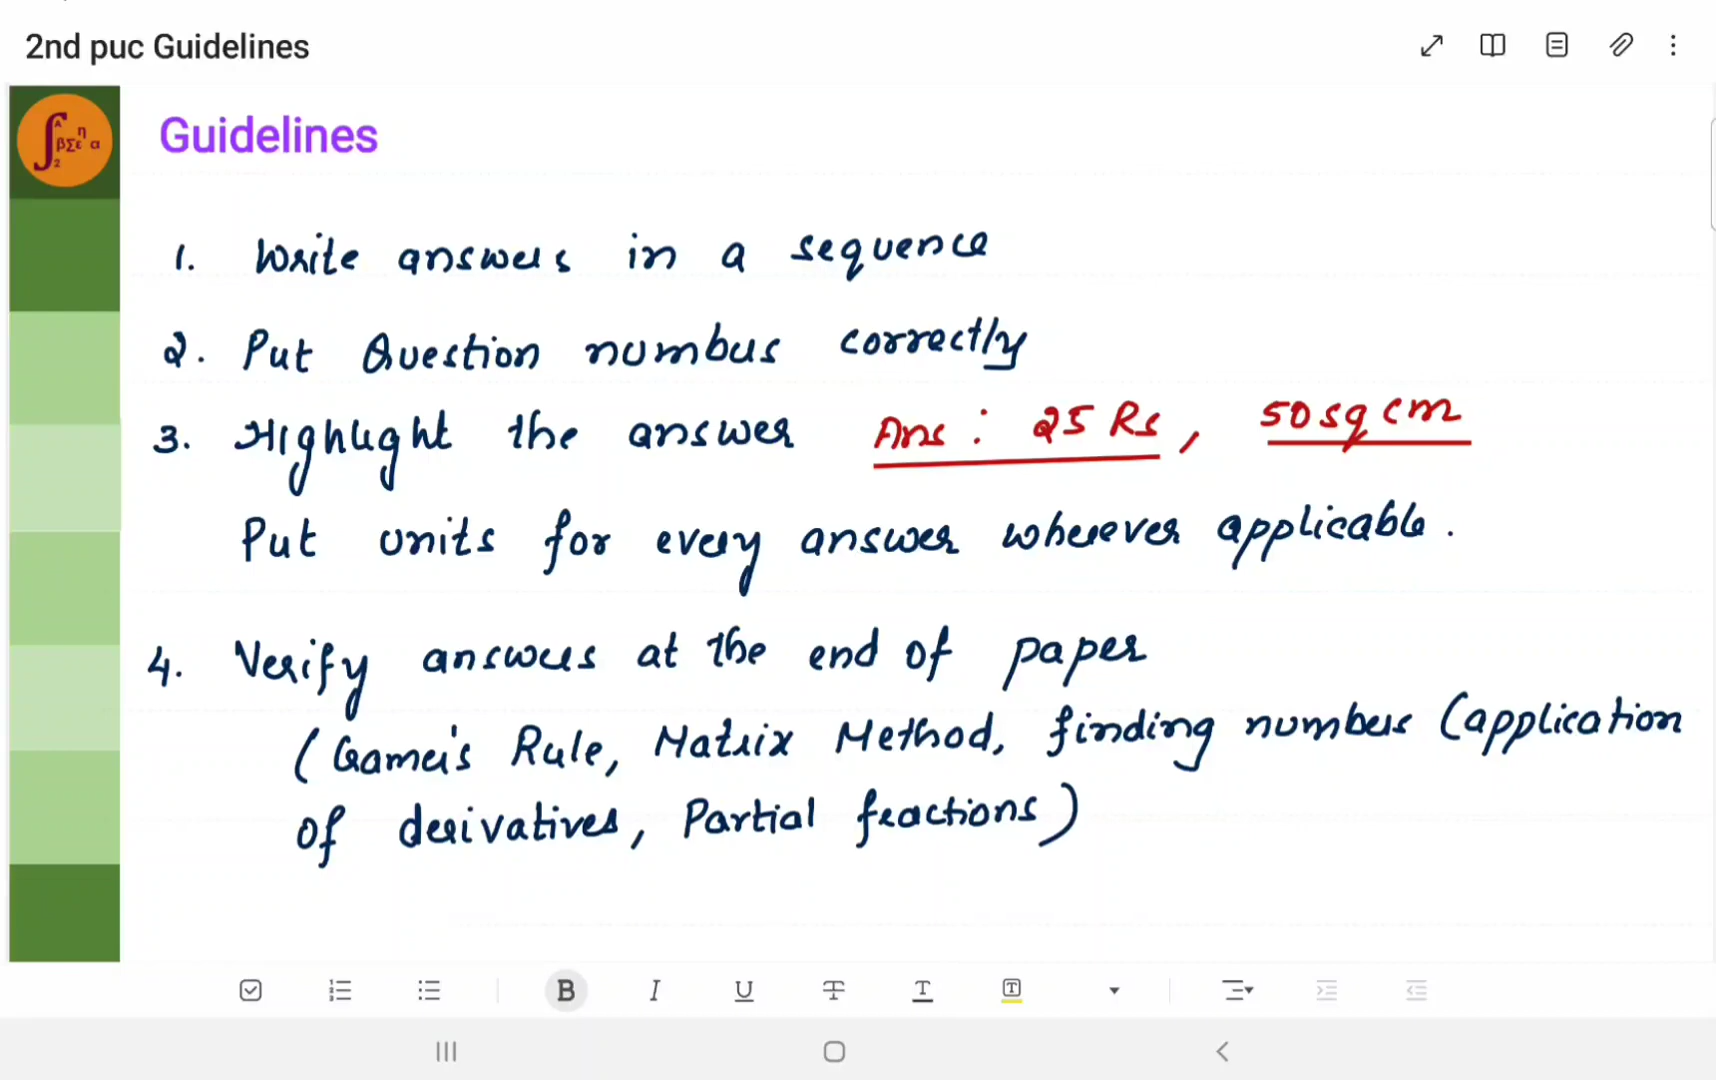 2nd puc Guidelines
Guidelines
1. Write answers in a sequence
2. Put Question numbers correctly
3. Highlight the answer Ans : 25 Rs , 50 sq cm
Put units for every answer wherever applicable .
4. Verify answers at the end of paper
( Cramer's Rule, Matrix Method, finding numbers (application
of derivatives, Partial fractions )